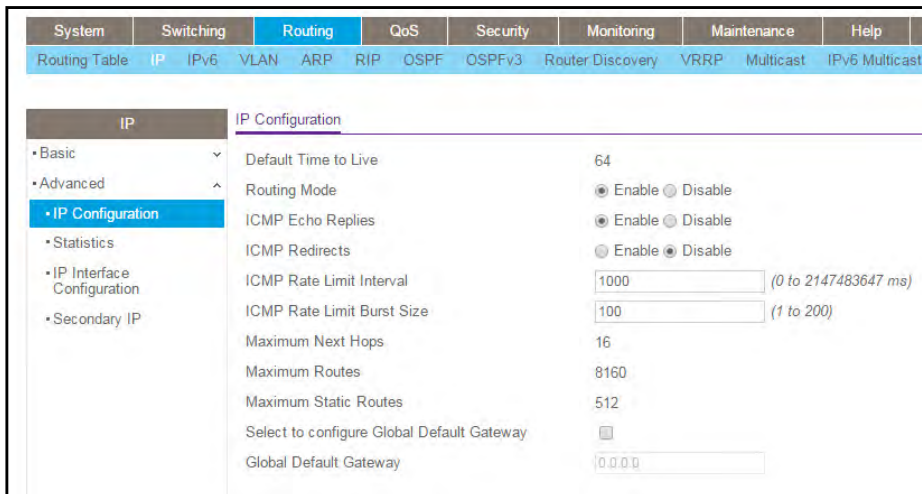 System Switching Routing QoS Security Monitoring Maintenance Help
Routing Table IP IPv6 VLAN ARP RIP OSPF OSPFv3 Router Discovery VRRP Multicast IPv6 Multicast
IP
Basic
Advanced
IP Configuration
Statistics
IP Interface
Configuration
Secondary IP
IP Configuration
Default Time to Live 64
Routing Mode Enable Disable
ICMP Echo Replies Enable Disable
ICMP Redirects Enable Disable
ICMP Rate Limit Interval 1000 (0 to 2147483647 ms)
ICMP Rate Limit Burst Size 100 (1 to 200)
Maximum Next Hops 16
Maximum Routes 8160
Maximum Static Routes 512
Select to configure Global Default Gateway
Global Default Gateway 0.0.0.0